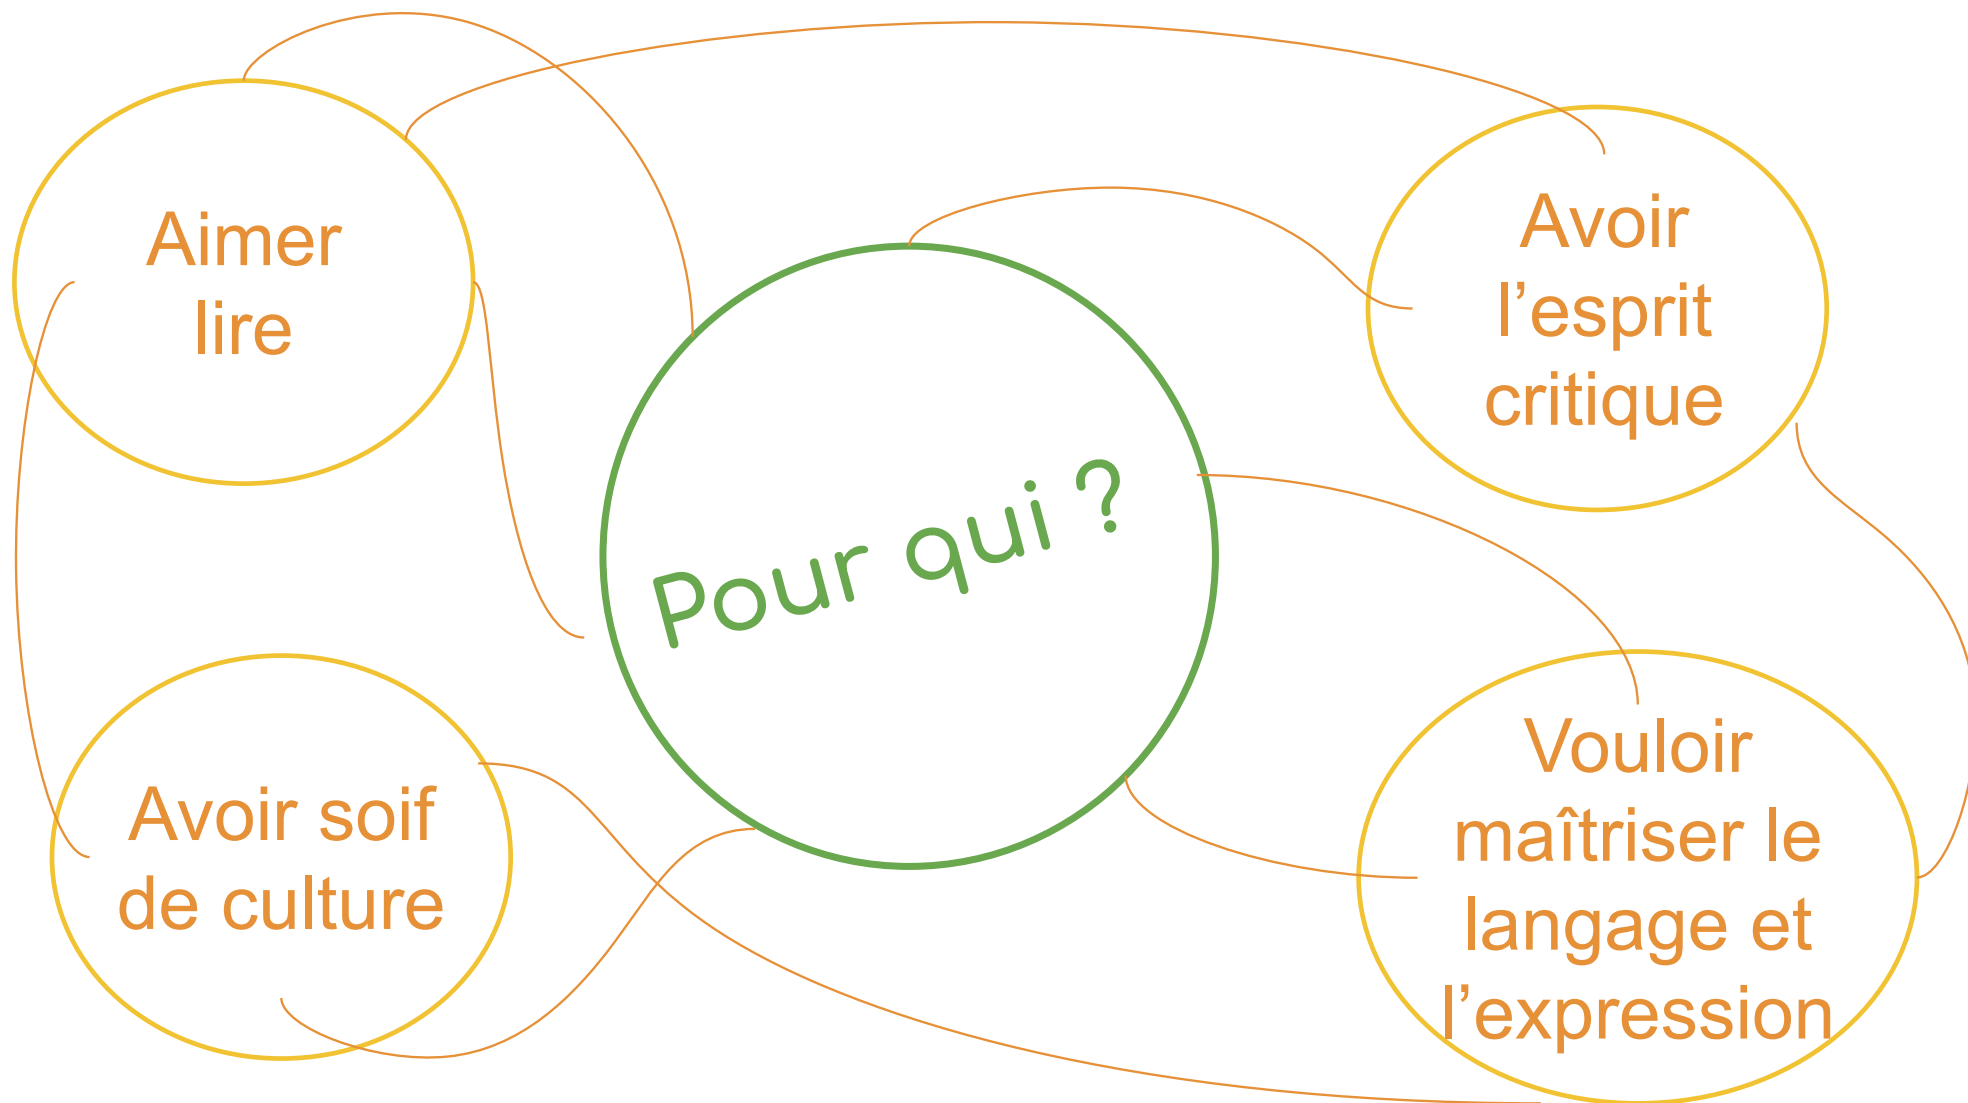 Aimer
lire
Avoir
l’esprit
critique
Pour qui ?
Avoir soif
de culture
Vouloir
maîtriser le
langage et
l’expression